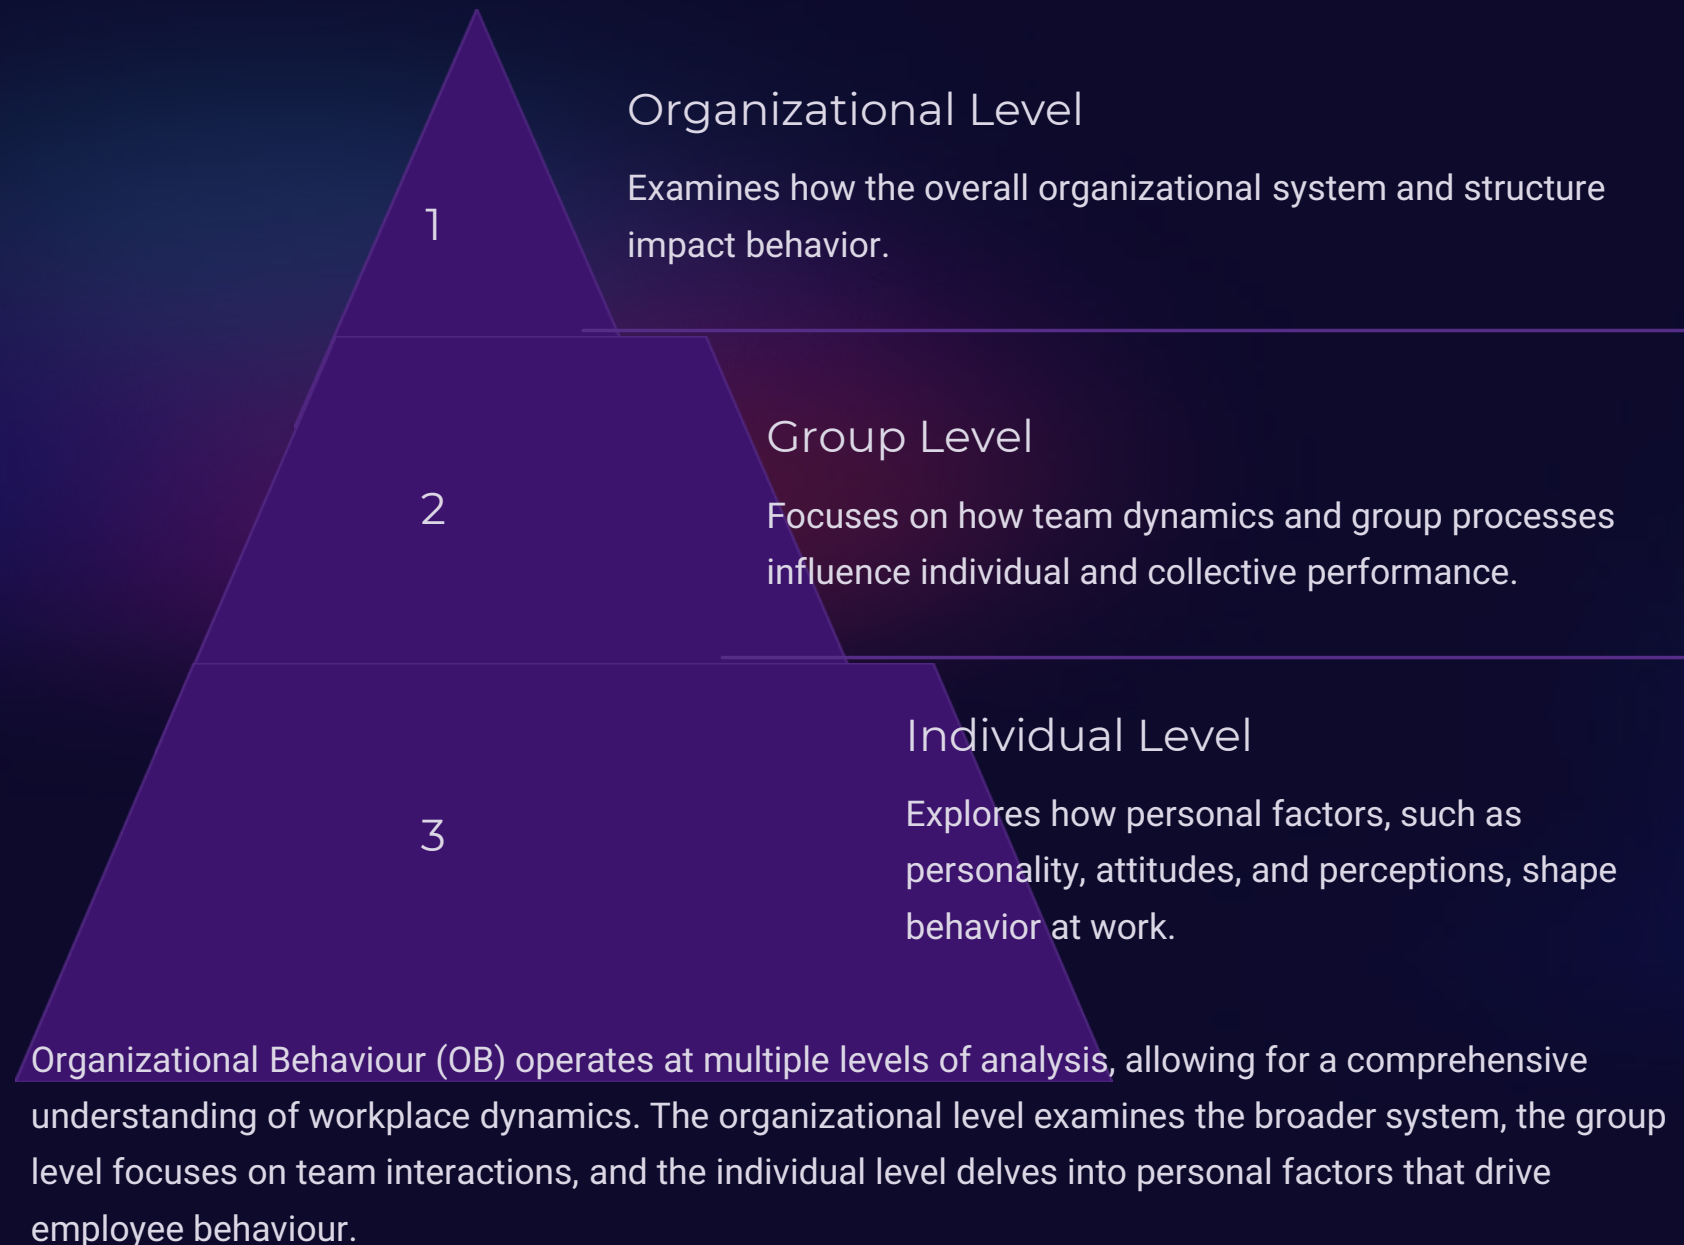 1
Organizational Level
Examines how the overall organizational system and structure
impact behavior.
2
Group Level
Focuses on how team dynamics and group processes
influence individual and collective performance.
3
Individual Level
Explores how personal factors, such as
personality, attitudes, and perceptions, shape
behavior at work.
Organizational Behaviour (OB) operates at multiple levels of analysis, allowing for a comprehensive
understanding of workplace dynamics. The organizational level examines the broader system, the group
level focuses on team interactions, and the individual level delves into personal factors that drive
employee behaviour.